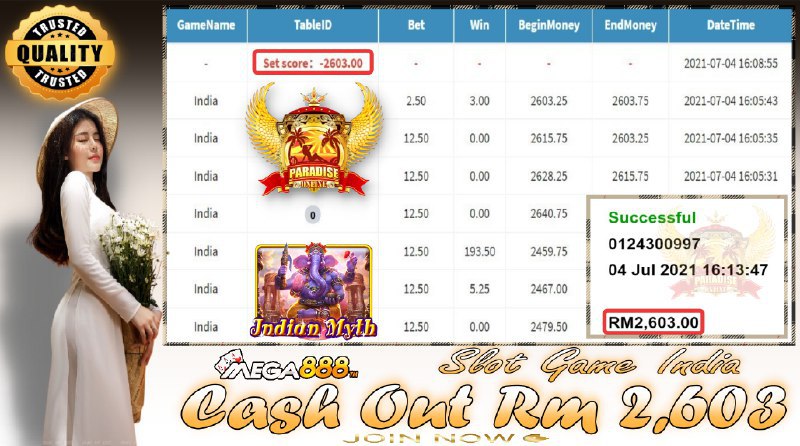 TRUSTED
QUALITY
TRUSTED
GameName TableID Bet Win BeginMoney EndMoney DateTime
- Set score：-2603.00 - - - - 2021-07-04 16:08:55
India 2.50 3.00 2603.25 2603.75 2021-07-04 16:05:43
India 12.50 0.00 2615.75 2603.25 2021-07-04 16:05:35
India 12.50 0.00 2628.25 2615.75 2021-07-04 16:05:31
India 0 12.50 0.00 2640.75
India 12.50 193.50 2459.75
India 12.50 5.25 2467.00
India 12.50 0.00 2479.50
PARADISE
Indian Myth
Successful
0124300997
04 Jul 2021 16:13:47
RM2,603.00
MEGA888 TM
Slot Game India
Cash Out Rm 2,603
JOIN NOW